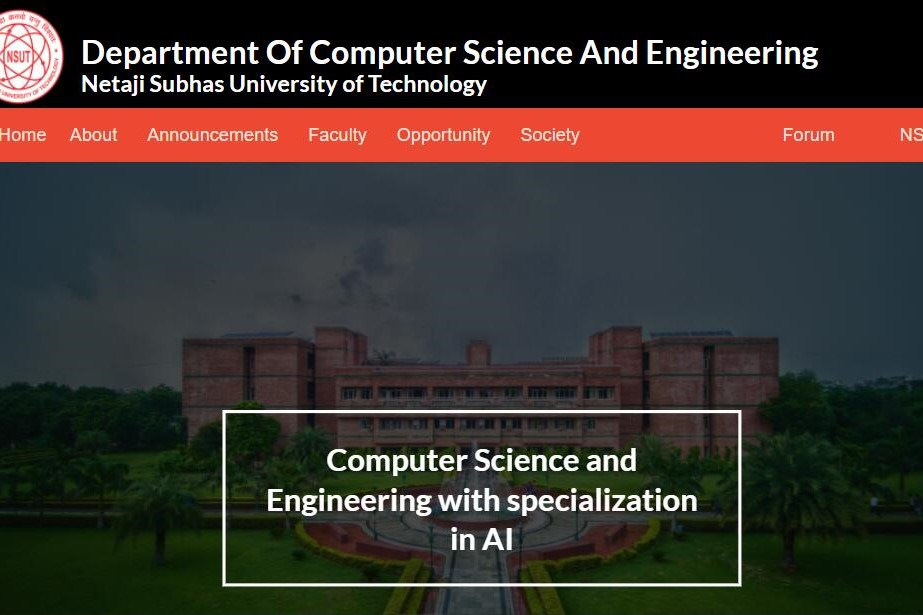 NSUT
Department Of Computer Science And Engineering
Netaji Subhas University of Technology
Home About Announcements Faculty Opportunity Society Forum NS
Computer Science and
Engineering with specialization
in AI